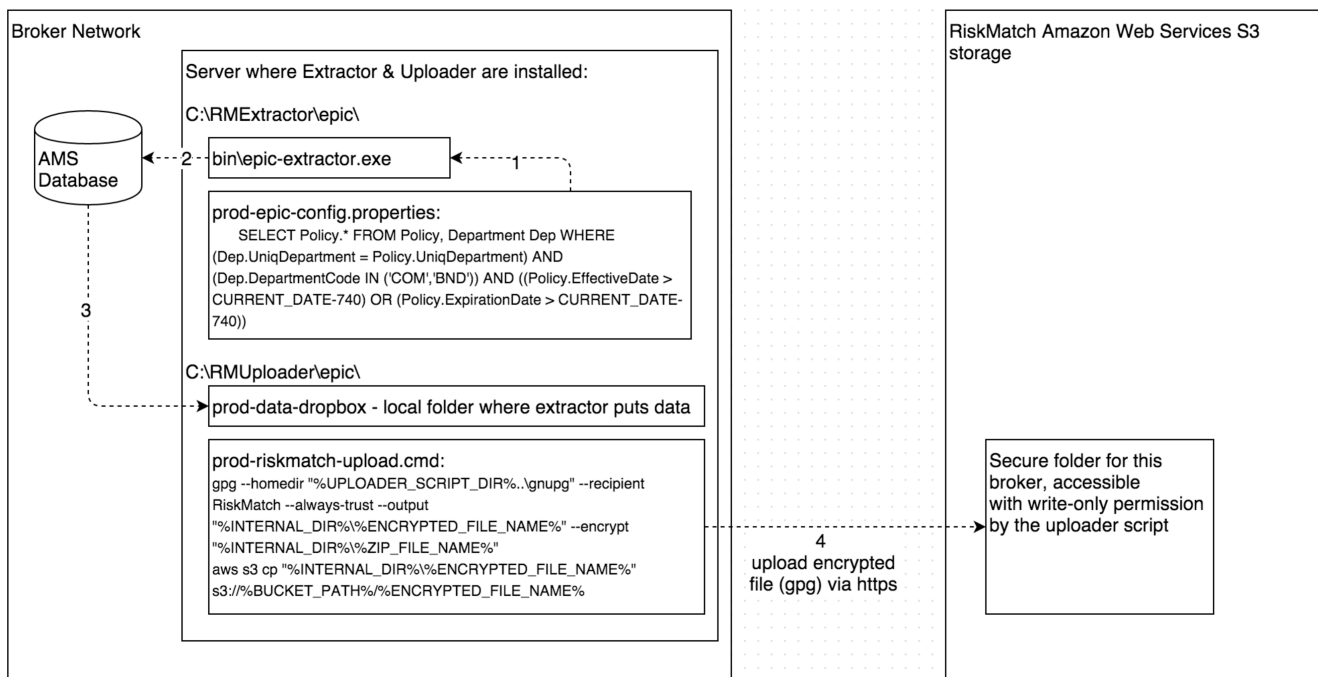 Broker Network
RiskMatch Amazon Web Services S3
storage
Server where Extractor & Uploader are installed:
C:\RMExtractor\epic\
AMS
Database
2
bin\epic-extractor.exe
1
prod-epic-config.properties:
SELECT Policy.* FROM Policy, Department Dep WHERE
(Dep.UniqDepartment = Policy.UniqDepartment) AND
(Dep.DepartmentCode IN ('COM','BND')) AND ((Policy.EffectiveDate >
CURRENT_DATE-740) OR (Policy.ExpirationDate > CURRENT_DATE-
740))
3
C:\RMUploader\epic\
prod-data-dropbox - local folder where extractor puts data
prod-riskmatch-upload.cmd:
gpg --homedir "%UPLOADER_SCRIPT_DIR%..\gnupg" --recipient
RiskMatch --always-trust --output
"%INTERNAL_DIR%\%ENCRYPTED_FILE_NAME%" --encrypt
"%INTERNAL_DIR%\%ZIP_FILE_NAME%"
aws s3 cp "%INTERNAL_DIR%\%ENCRYPTED_FILE_NAME%"
s3://%BUCKET_PATH%/%ENCRYPTED_FILE_NAME%
4
upload encrypted
file (gpg) via https
Secure folder for this
broker, accessible
with write-only permission
by the uploader script